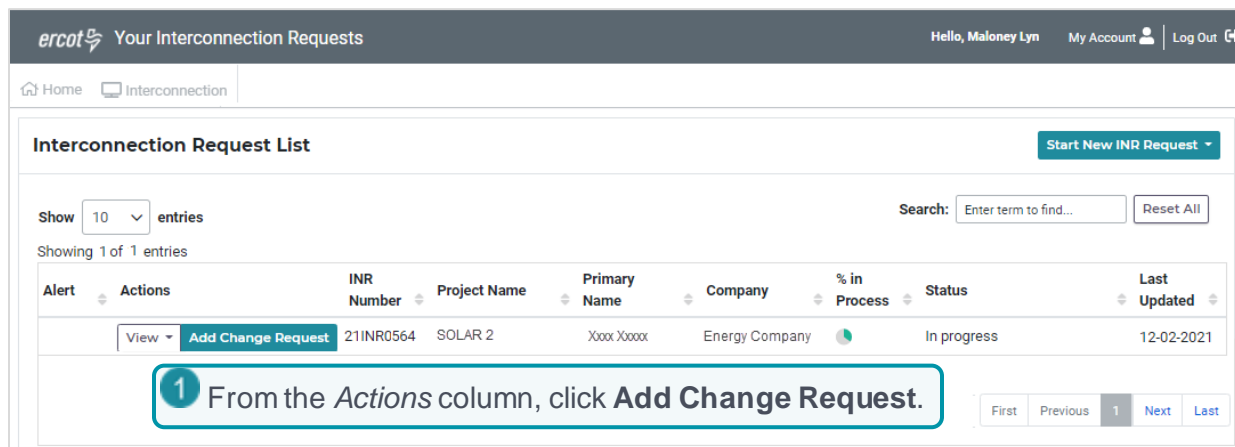 ercot Your Interconnection Requests Hello, Maloney Lyn My Account Log Out
Home Interconnection
Interconnection Request List Start New INR Request
Show 10 entries Search: Enter term to find... Reset All
Showing 1 of 1 entries
Alert Actions INR Number Project Name Primary Name Company % in Process Status Last Updated
View Add Change Request 21INR0564 SOLAR 2 Xxxx Xxxxx Energy Company In progress 12-02-2021
1 From the Actions column, click Add Change Request.
First Previous 1 Next Last